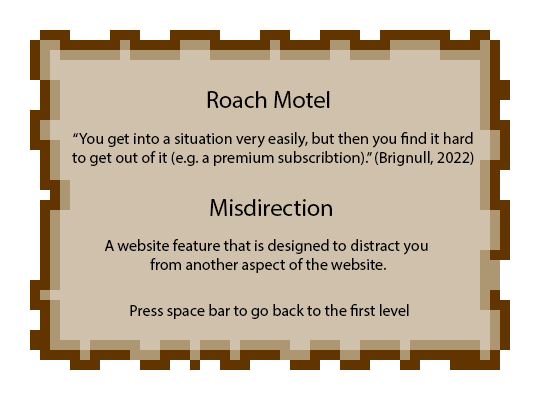 Roach Motel
“You get into a situation very easily, but then you find it hard
to get out of it (e.g. a premium subscribtion).” (Brignull, 2022)
Misdirection
A website feature that is designed to distract you
from another aspect of the website.
Press space bar to go back to the first level